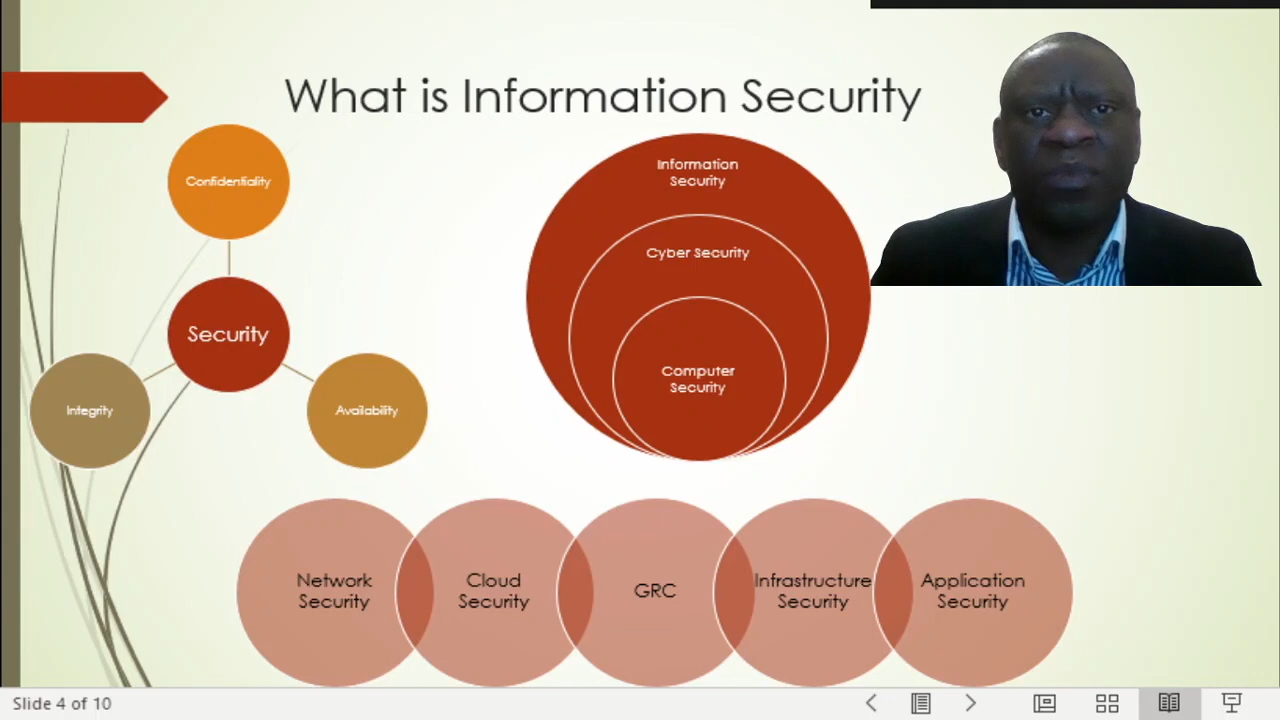 What is Information Security
Confidentiality
Security
Integrity
Availability
Information
Security
Cyber Security
Computer
Security
Network
Security
Cloud
Security
GRC
Infrastructure
Security
Application
Security
Slide 4 of 10